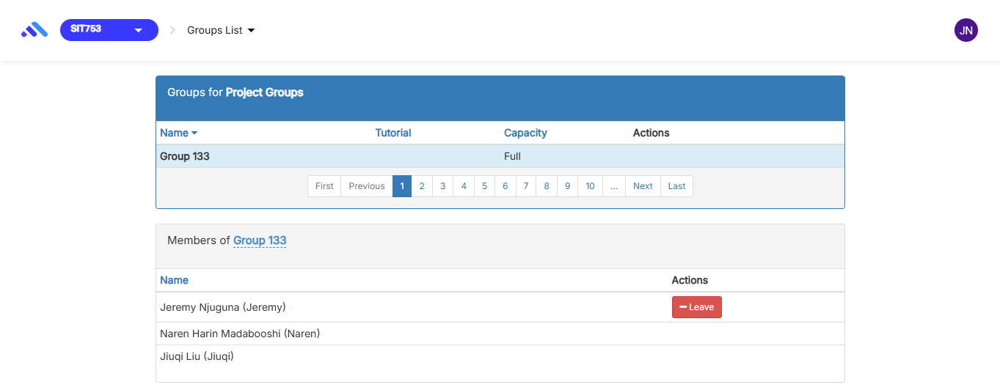 SIT753 Groups List JN
Groups for Project Groups
Name Tutorial Capacity Actions
Group 133 Full
First Previous 1 2 3 4 5 6 7 8 9 10 ... Next Last
Members of Group 133
Name Actions
Jeremy Njuguna (Jeremy) Leave
Naren Harin Madabooshi (Naren)
Jiuqi Liu (Jiuqi)